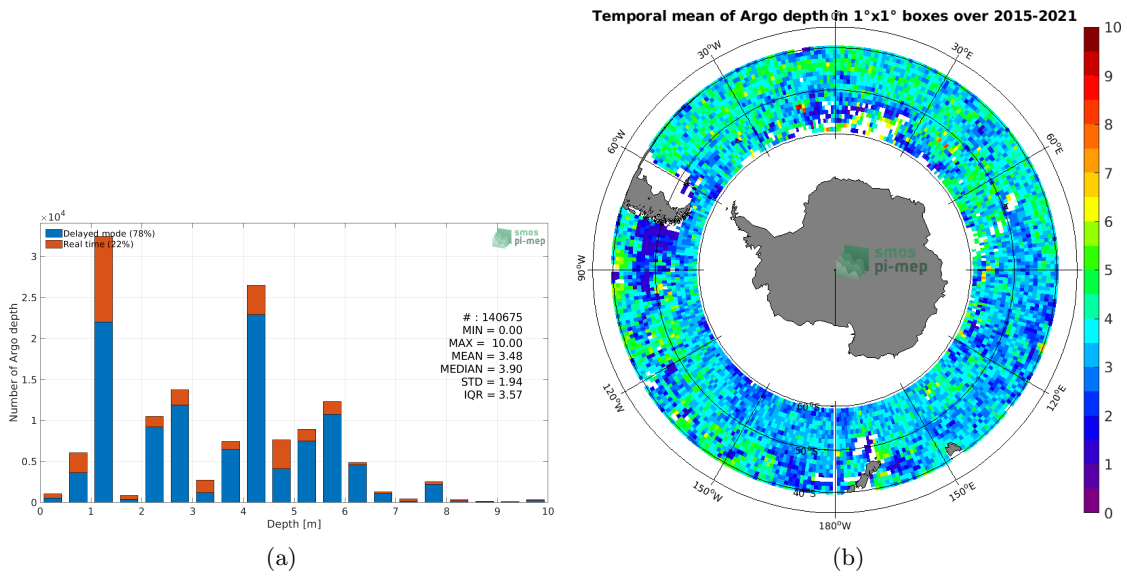 ×10⁴
3
2.5
2
1.5
1
0.5
0
Number of Argo depth
Delayed mode (78%)
Real time (22%)
smos
pi-mep
# : 140675
MIN = 0.00
MAX = 10.00
MEAN = 3.48
MEDIAN = 3.90
STD = 1.94
IQR = 3.57
0 1 2 3 4 5 6 7 8 9 10
Depth [m]
(a)
Temporal mean of Argo depth in 1°x1° boxes over 2015-2021
0°
30°W
30°E
60°W
60°E
90°W
120°W
120°E
150°W
150°E
180°W
60°S
50°S
40°S
smos
pi-mep
10
9
8
7
6
5
4
3
2
1
0
(b)